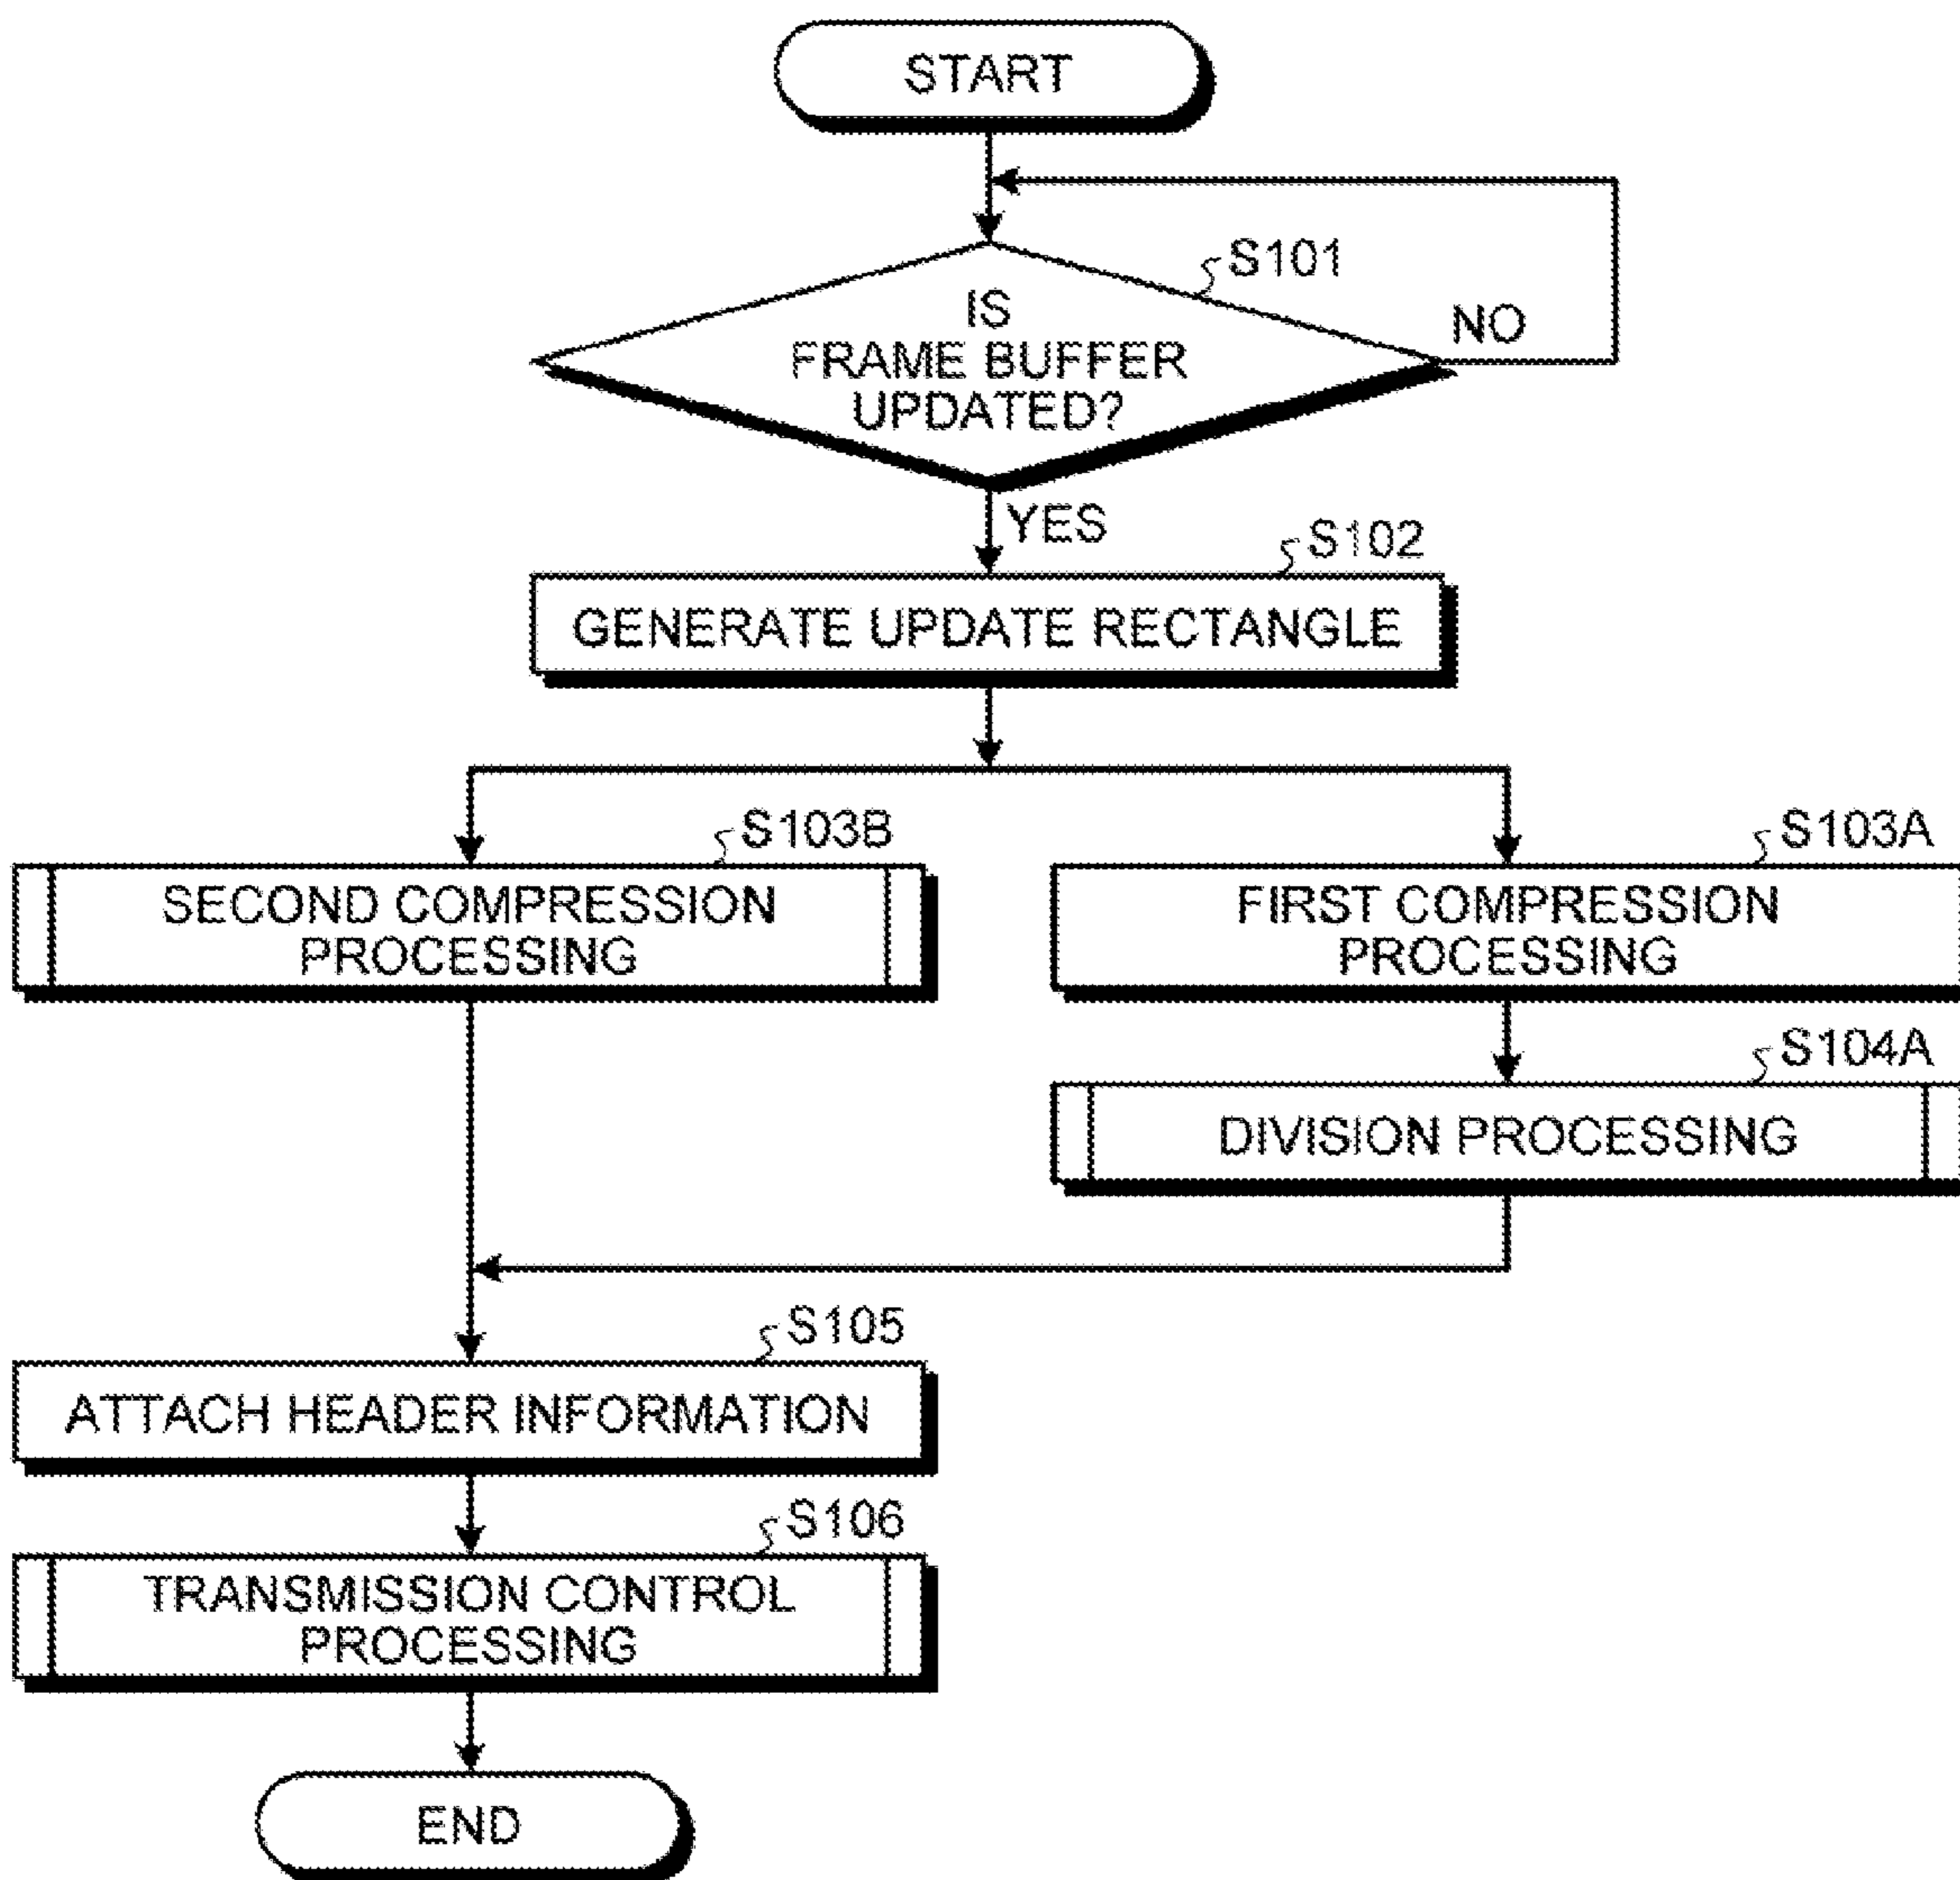 START
S101
IS
FRAME BUFFER
UPDATED?
NO
YES
S102
GENERATE UPDATE RECTANGLE
S103B
SECOND COMPRESSION
PROCESSING
S103A
FIRST COMPRESSION
PROCESSING
S104A
DIVISION PROCESSING
S105
ATTACH HEADER INFORMATION
S106
TRANSMISSION CONTROL
PROCESSING
END